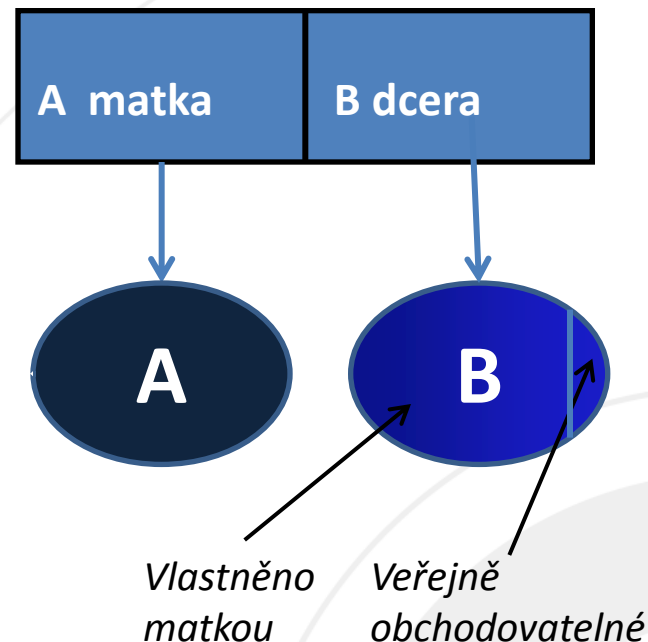 A matka
B dcera
A
B
Vlastněno
matkou
Veřejně
obchodovatelné